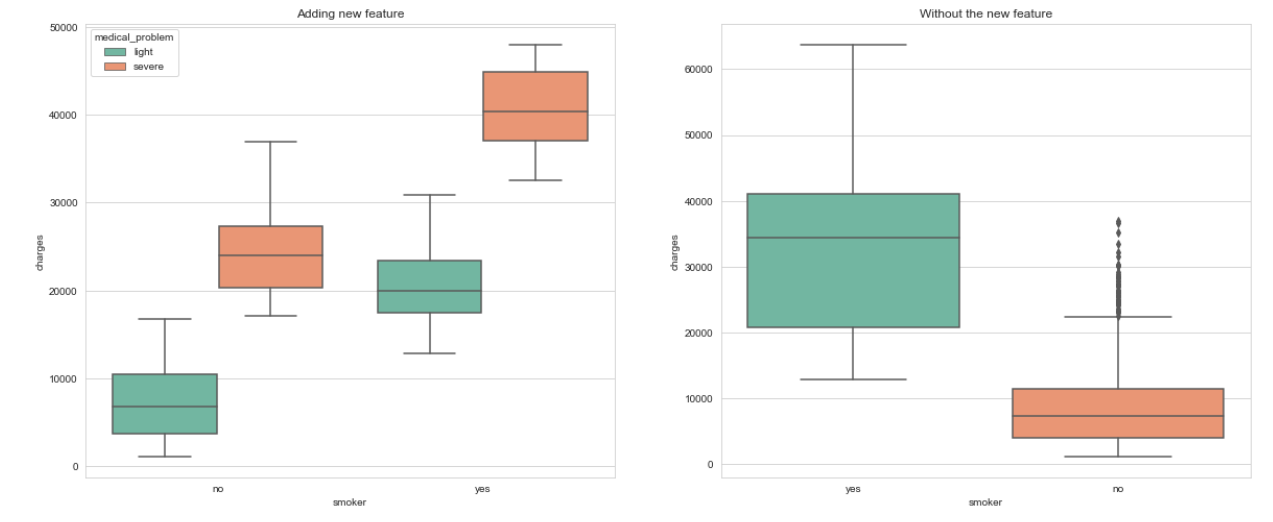 Adding new feature
50000
medical_problem
light
severe
40000
30000
20000
10000
0
charges
no
yes
smoker
Without the new feature
60000
50000
40000
30000
20000
10000
0
charges
yes
no
smoker